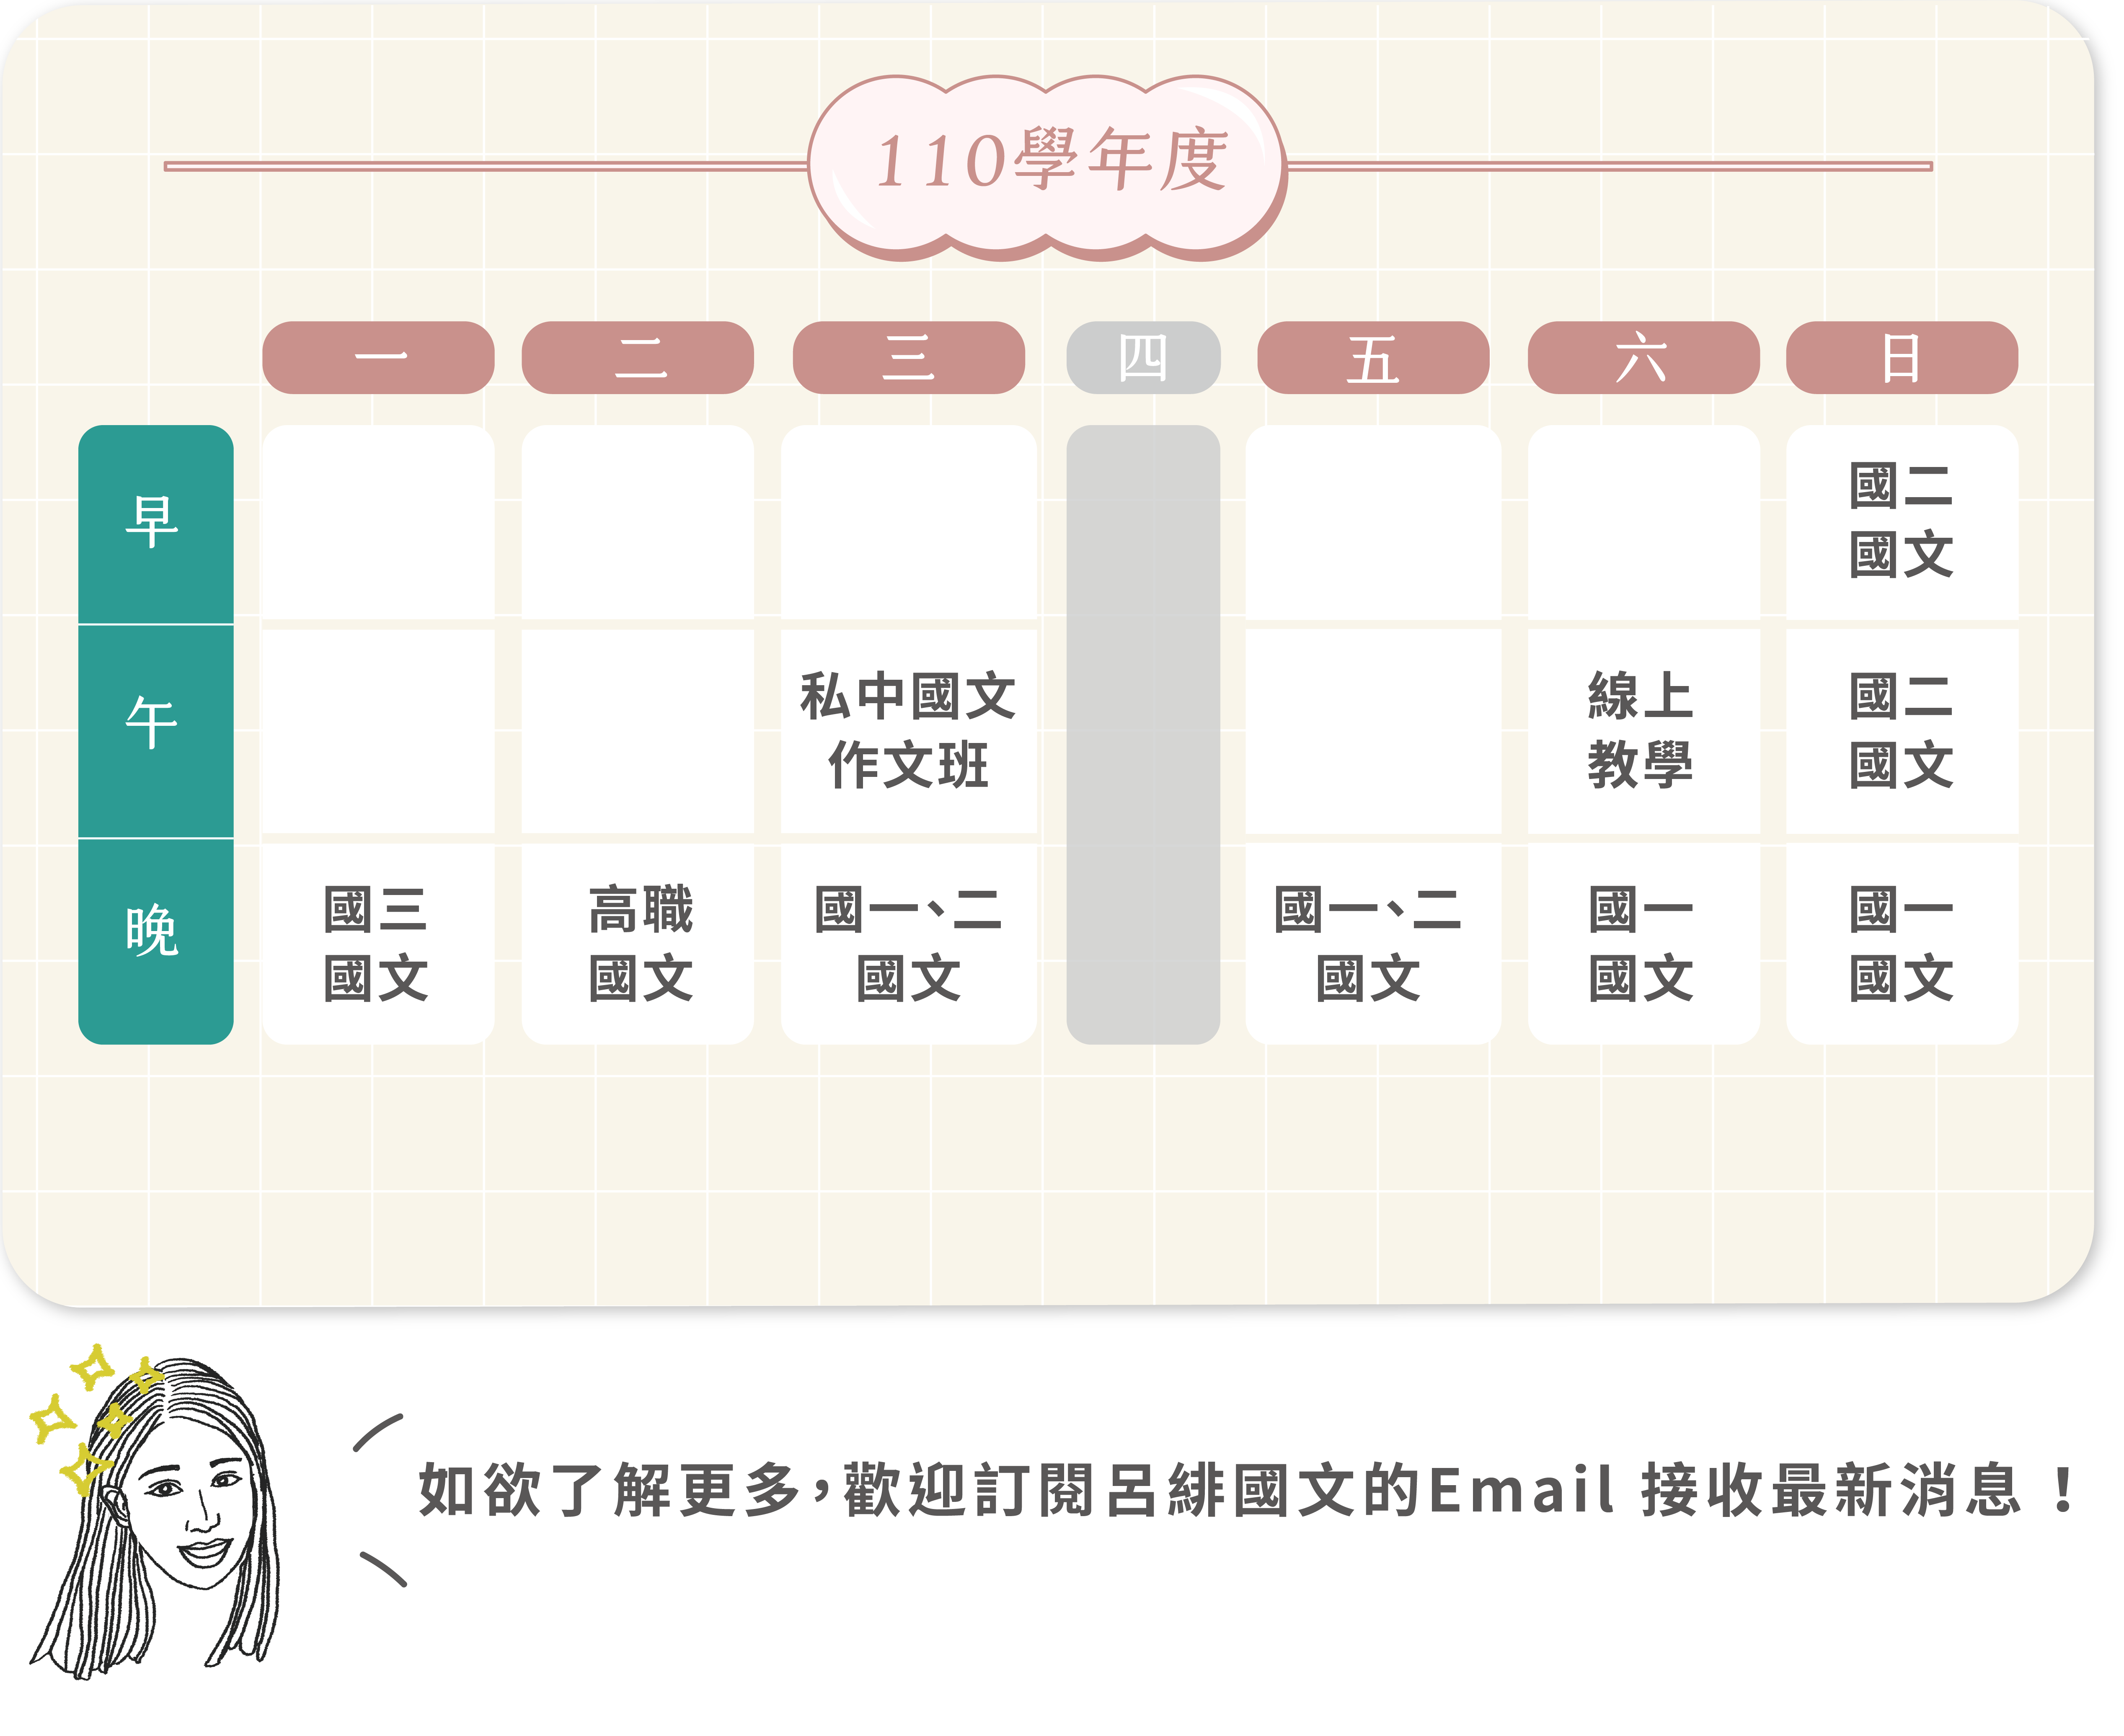 110學年度
一 二 三 四 五 六 日
早
國二
國文
午
私中國文
作文班
線上
教學
國二
國文
晚
國三
國文
高職
國文
國一、二
國文
國一、二
國文
國一
國文
國一
國文
如欲了解更多，歡迎訂閱呂緋國文的Email 接收最新消息！